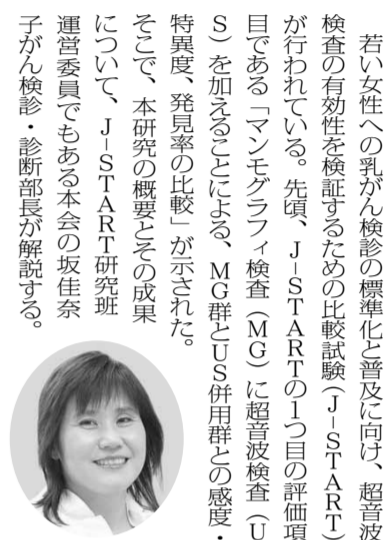 若い女性への乳がん検診の標準化と普及に向け、超音波
検査の有効性を検証するための比較試験（J−START）
が行われている。先頃、J−STARTの1つ目の評価項
目である「マンモグラフィ検査（MG）に超音波検査（U
S）を加えることによる、MG群とUS併用群との感度・
特異度、発見率の比較」が示された。
そこで、本研究の概要とその成果
について、J−START研究班
運営委員でもある本会の坂佳奈
子がん検診・診断部長が解説する。